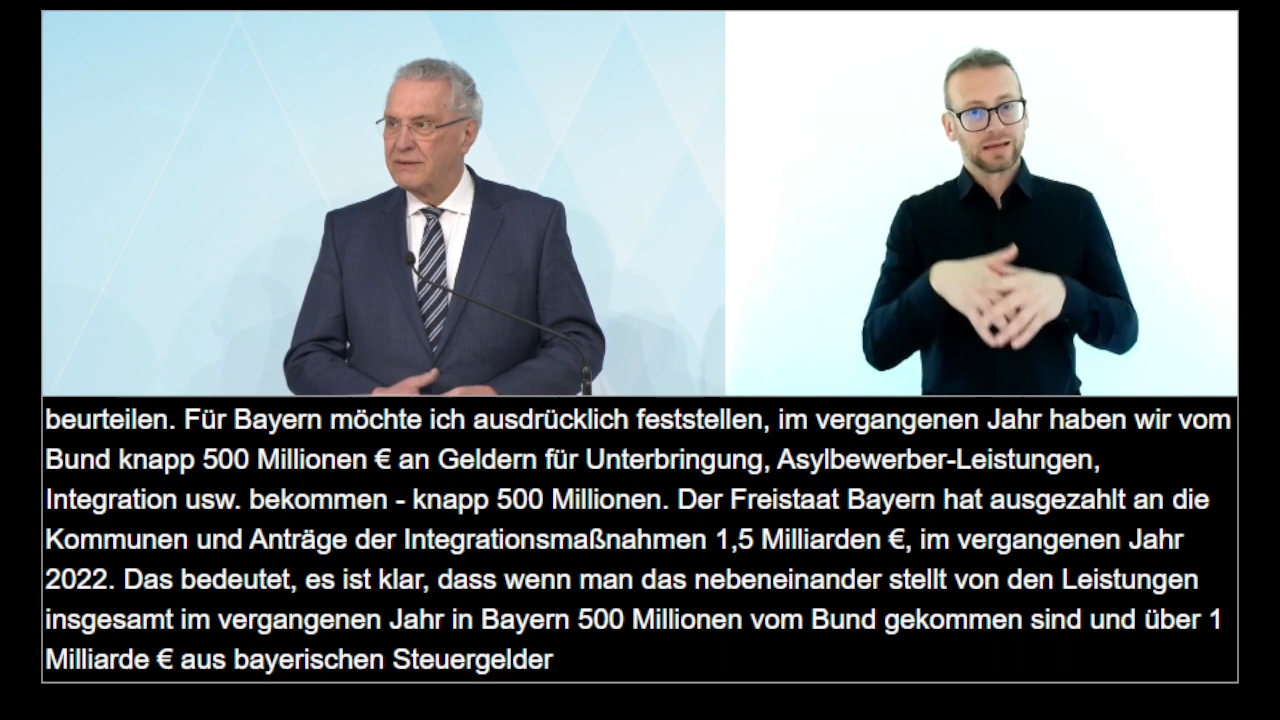 beurteilen. Für Bayern möchte ich ausdrücklich feststellen, im vergangenen Jahr haben wir vom
Bund knapp 500 Millionen € an Geldern für Unterbringung, Asylbewerber-Leistungen,
Integration usw. bekommen - knapp 500 Millionen. Der Freistaat Bayern hat ausgezahlt an die
Kommunen und Anträge der Integrationsmaßnahmen 1,5 Milliarden €, im vergangenen Jahr
2022. Das bedeutet, es ist klar, dass wenn man das nebeneinander stellt von den Leistungen
insgesamt im vergangenen Jahr in Bayern 500 Millionen vom Bund gekommen sind und über 1
Milliarde € aus bayerischen Steuergelder